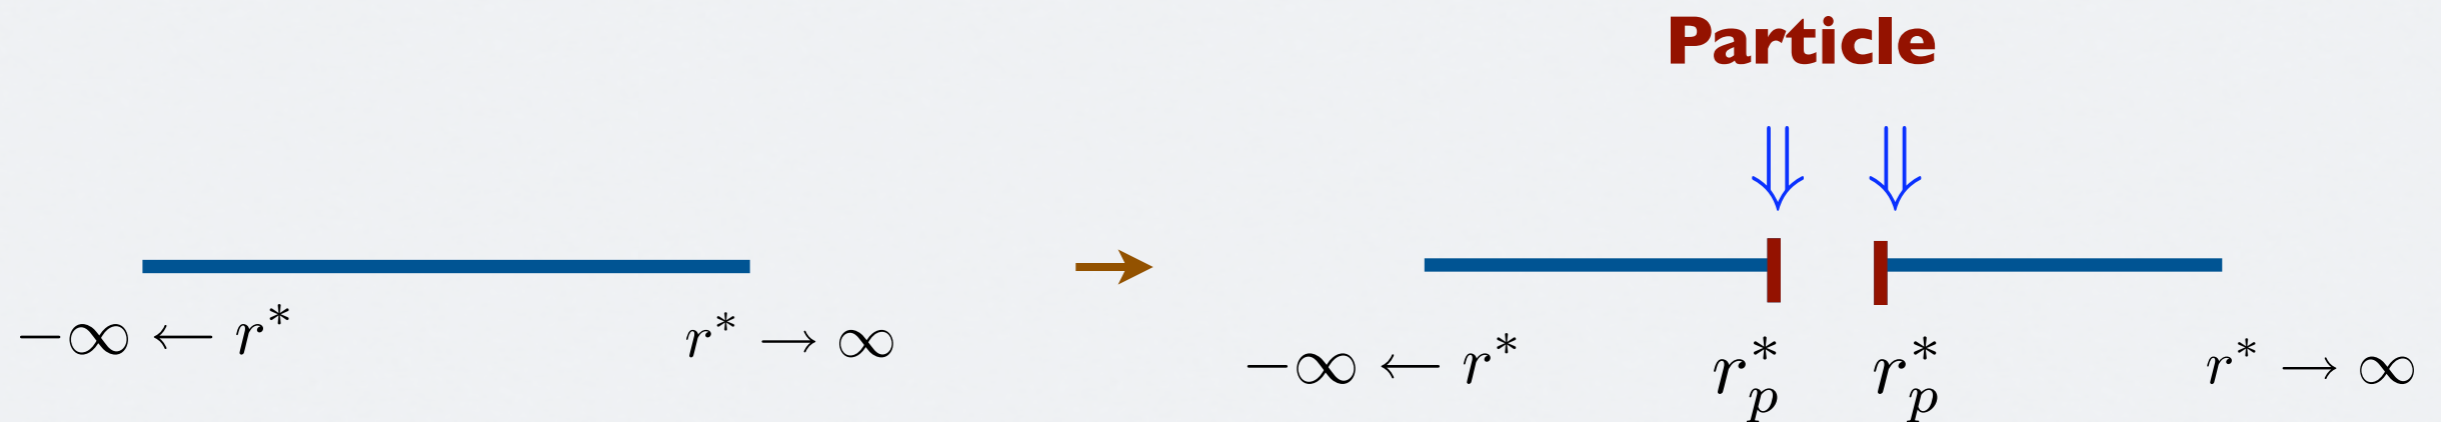 Particle
−∞ ← r* r* → ∞
−∞ ← r* r*_p r*_p r* → ∞